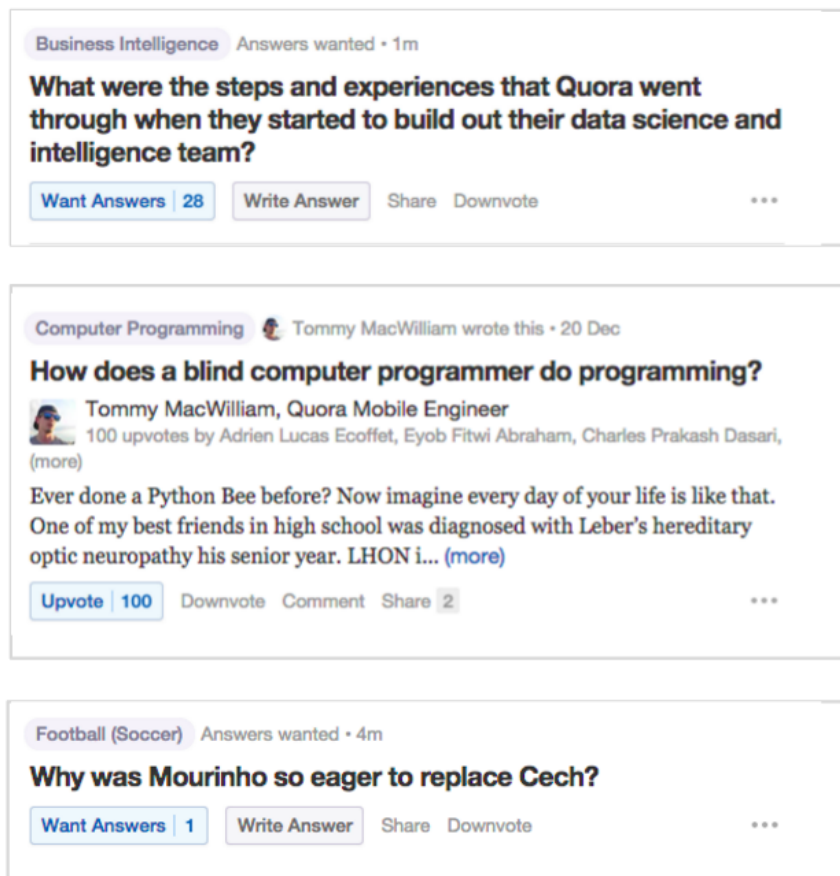 Business Intelligence Answers wanted • 1m
What were the steps and experiences that Quora went
through when they started to build out their data science and
intelligence team?
Want Answers 28 Write Answer Share Downvote •••
Computer Programming Tommy MacWilliam wrote this • 20 Dec
How does a blind computer programmer do programming?
Tommy MacWilliam, Quora Mobile Engineer
100 upvotes by Adrien Lucas Ecoffet, Eyob Fitwi Abraham, Charles Prakash Dasari,
(more)
Ever done a Python Bee before? Now imagine every day of your life is like that.
One of my best friends in high school was diagnosed with Leber's hereditary
optic neuropathy his senior year. LHON i... (more)
Upvote 100 Downvote Comment Share 2 •••
Football (Soccer) Answers wanted • 4m
Why was Mourinho so eager to replace Cech?
Want Answers 1 Write Answer Share Downvote •••